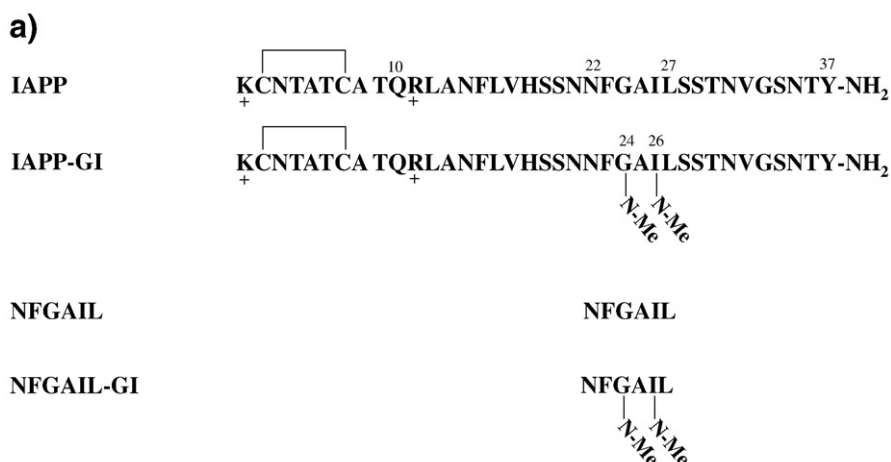 a)
10 22 27 37
IAPP KCNTATCA TQRLANFLVHSSNNFGAILSSTNVGSNTY-NH2
+ +
24 26
IAPP-GI KCNTATCA TQRLANFLVHSSNNFGAILSSTNVGSNTY-NH2
+ +
N-Me N-Me
NFGAIL NFGAIL
NFGAIL-GI NFGAIL
N-Me N-Me